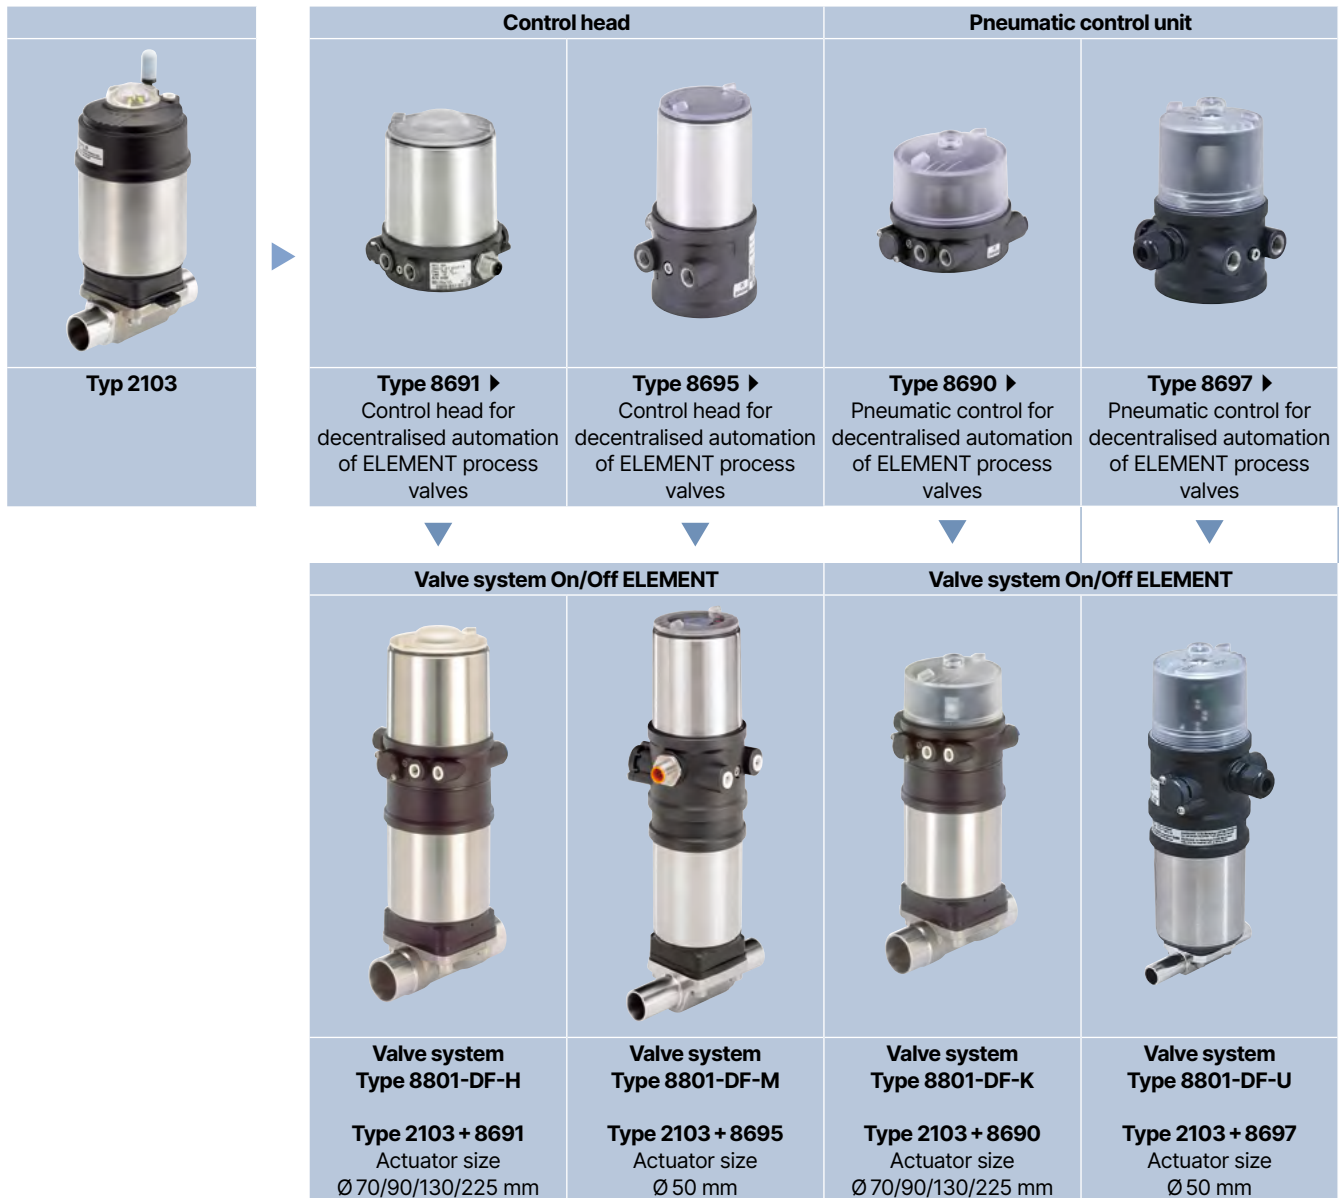 Control head
Pneumatic control unit
Typ 2103
Type 8691
Control head for
decentralised automation
of ELEMENT process
valves
Type 8695
Control head for
decentralised automation
of ELEMENT process
valves
Type 8690
Pneumatic control for
decentralised automation
of ELEMENT process
valves
Type 8697
Pneumatic control for
decentralised automation
of ELEMENT process
valves
Valve system On/Off ELEMENT
Valve system On/Off ELEMENT
Valve system
Type 8801-DF-H
Type 2103 + 8691
Actuator size
Ø 70/90/130/225 mm
Valve system
Type 8801-DF-M
Type 2103 + 8695
Actuator size
Ø 50 mm
Valve system
Type 8801-DF-K
Type 2103 + 8690
Actuator size
Ø 70/90/130/225 mm
Valve system
Type 8801-DF-U
Type 2103 + 8697
Actuator size
Ø 50 mm